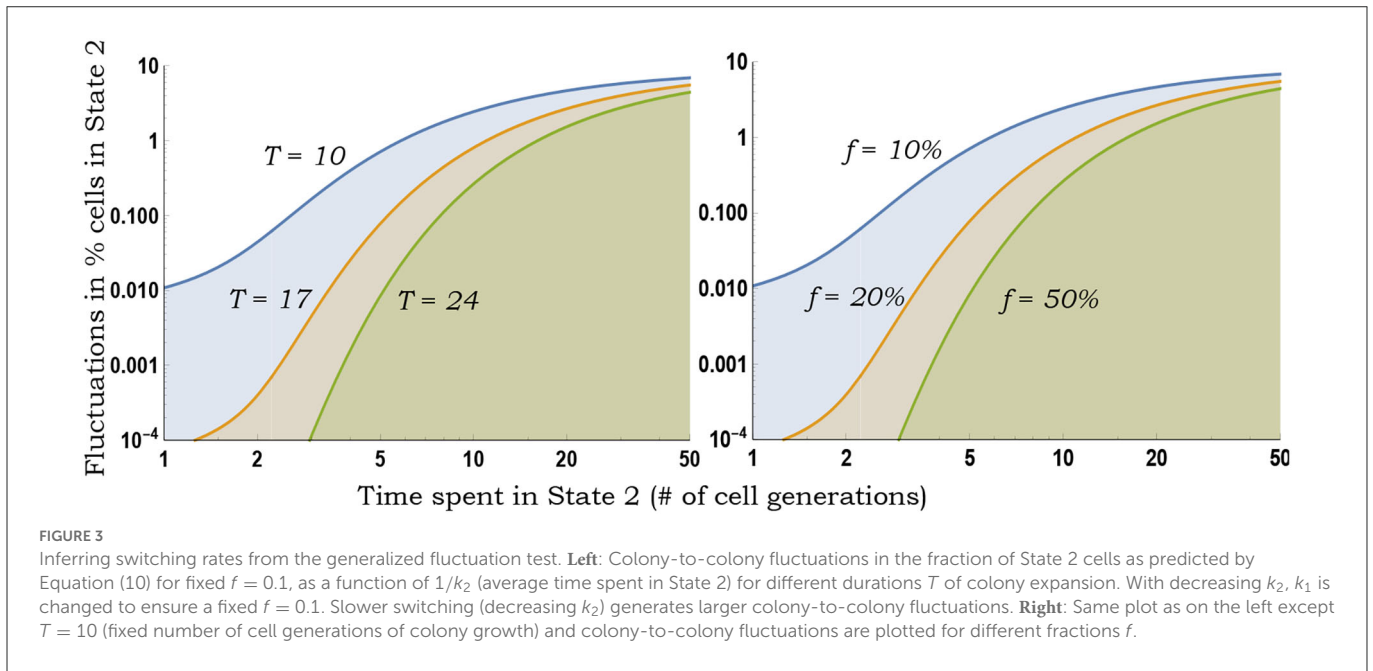 Fluctuations in % cells in State 2
10
1
0.100
0.010
0.001
10⁻⁴
1 2 5 10 20 50
T = 10
T = 17
T = 24
10
1
0.100
0.010
0.001
10⁻⁴
1 2 5 10 20 50
f = 10%
f = 20%
f = 50%
Time spent in State 2 (# of cell generations)
FIGURE 3
Inferring switching rates from the generalized fluctuation test. Left: Colony-to-colony fluctuations in the fraction of State 2 cells as predicted by
Equation (10) for fixed f = 0.1, as a function of 1/k₂ (average time spent in State 2) for different durations T of colony expansion. With decreasing k₂, k₁ is
changed to ensure a fixed f = 0.1. Slower switching (decreasing k₂) generates larger colony-to-colony fluctuations. Right: Same plot as on the left except
T = 10 (fixed number of cell generations of colony growth) and colony-to-colony fluctuations are plotted for different fractions f.